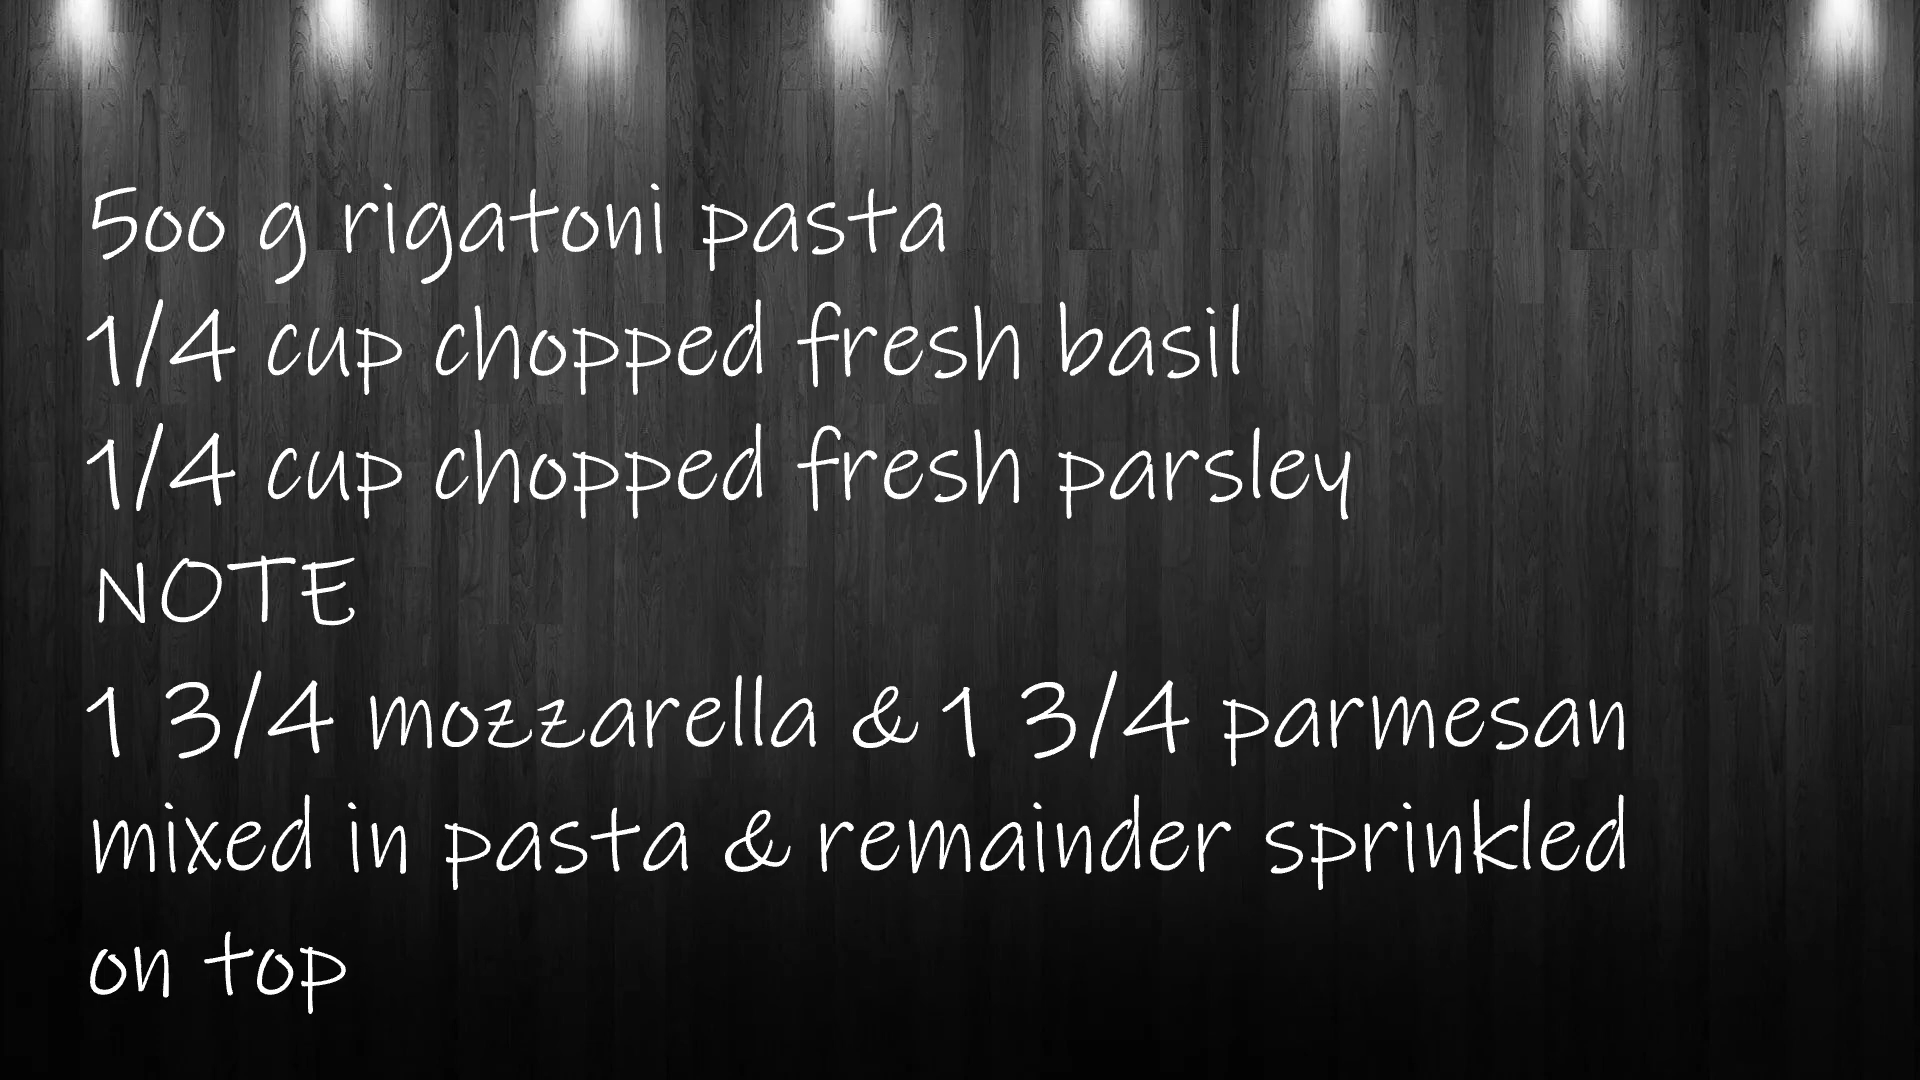 500 g rigatoni pasta
1/4 cup chopped fresh basil
1/4 cup chopped fresh parsley
NOTE
1 3/4 mozzarella & 1 3/4 parmesan
mixed in pasta & remainder sprinkled
on top